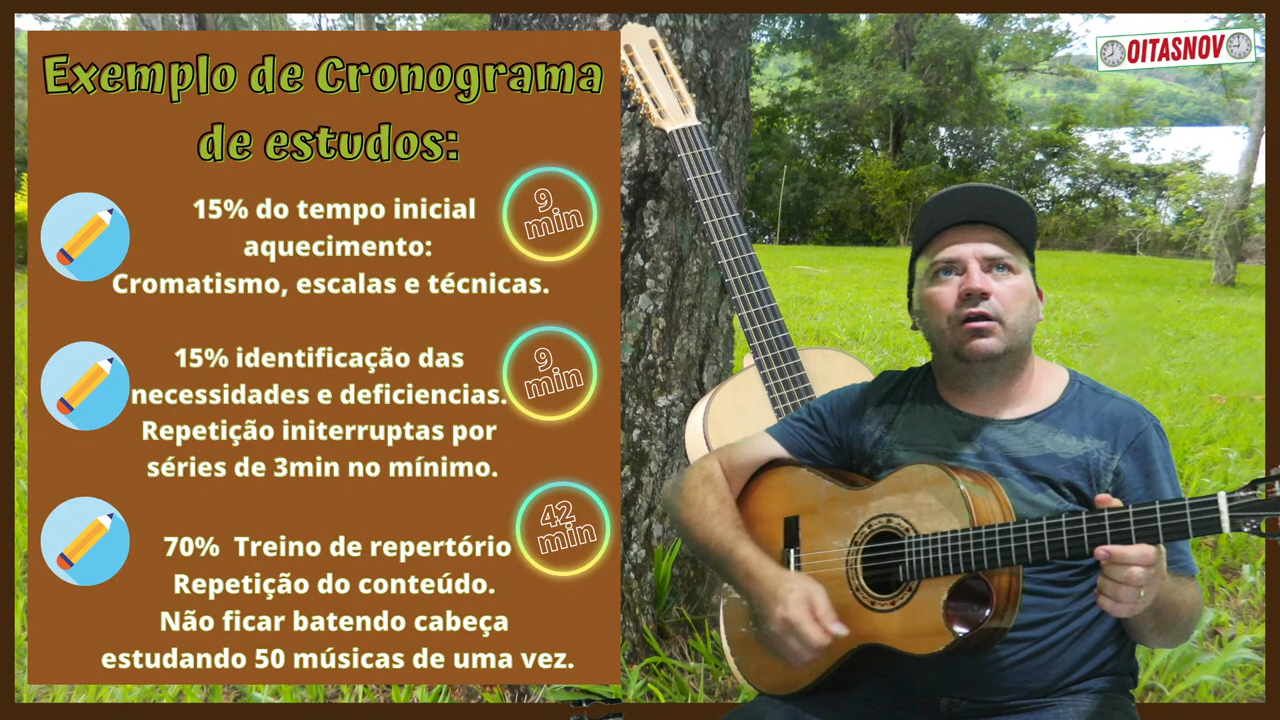 Exemplo de Cronograma
de estudos:
15% do tempo inicial
aquecimento:
Cromatismo, escalas e técnicas.
9
min
15% identificação das
necessidades e deficiencias.
Repetição initerruptas por
séries de 3min no mínimo.
9
min
70% Treino de repertório
Repetição do conteúdo.
Não ficar batendo cabeça
estudando 50 músicas de uma vez.
42
min
OITASNOV